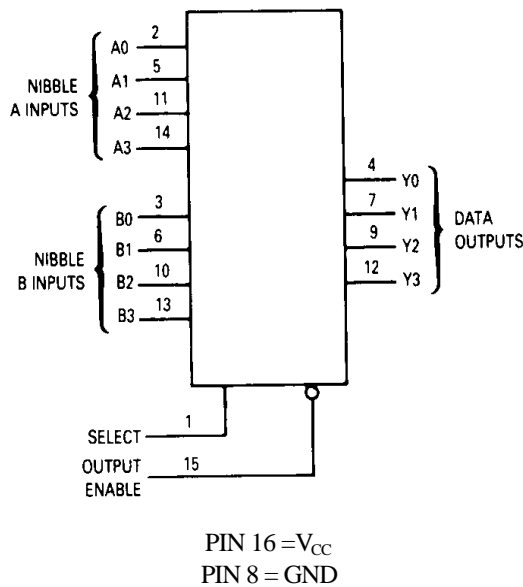 NIBBLE
A INPUTS
A0 2
A1 5
A2 11
A3 14
NIBBLE
B INPUTS
B0 3
B1 6
B2 10
B3 13
4 Y0
7 Y1
9 Y2
12 Y3
DATA
OUTPUTS
SELECT 1
OUTPUT
ENABLE
15
PIN 16 =VCC
PIN 8 = GND